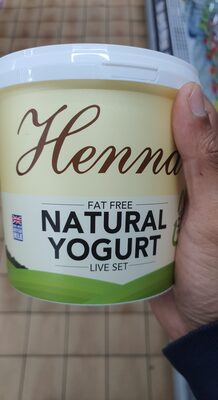 Henna
FAT FREE
NATURAL
YOGURT
LIVE SET